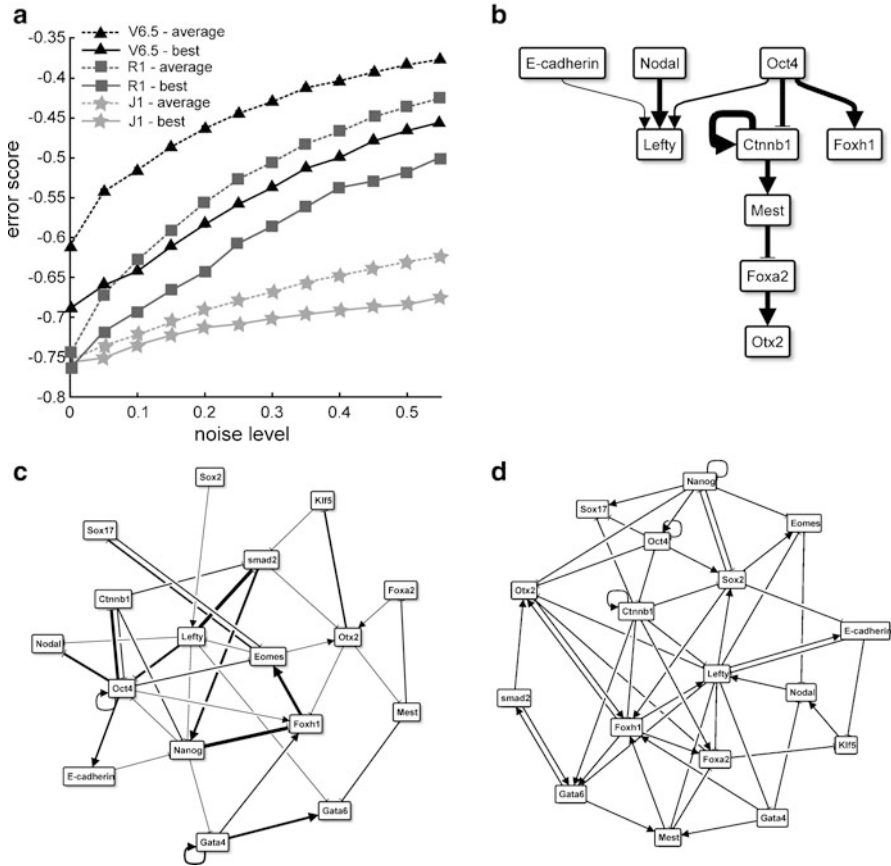 a
V6.5 - average
V6.5 - best
R1 - average
R1 - best
J1 - average
J1 - best
-0.35
-0.4
-0.45
-0.5
-0.55
-0.6
-0.65
-0.7
-0.75
-0.8
error score
0
0.1
0.2
0.3
0.4
0.5
noise level
b
E-cadherin
Nodal
Oct4
Lefty
Ctnnb1
Foxh1
Mest
Foxa2
Otx2
c
Sox2
Klf5
Sox17
smad2
Ctnnb1
Foxa2
Nodal
Lefty
Otx2
Eomes
Oct4
Mest
Foxh1
Nanog
E-cadherin
Gata6
Gata4
d
Nanog
Sox17
Eomes
Oct4
Sox2
Otx2
Ctnnb1
E-cadherin
Lefty
smad2
Nodal
Foxh1
Klf5
Foxa2
Gata6
Gata4
Mest